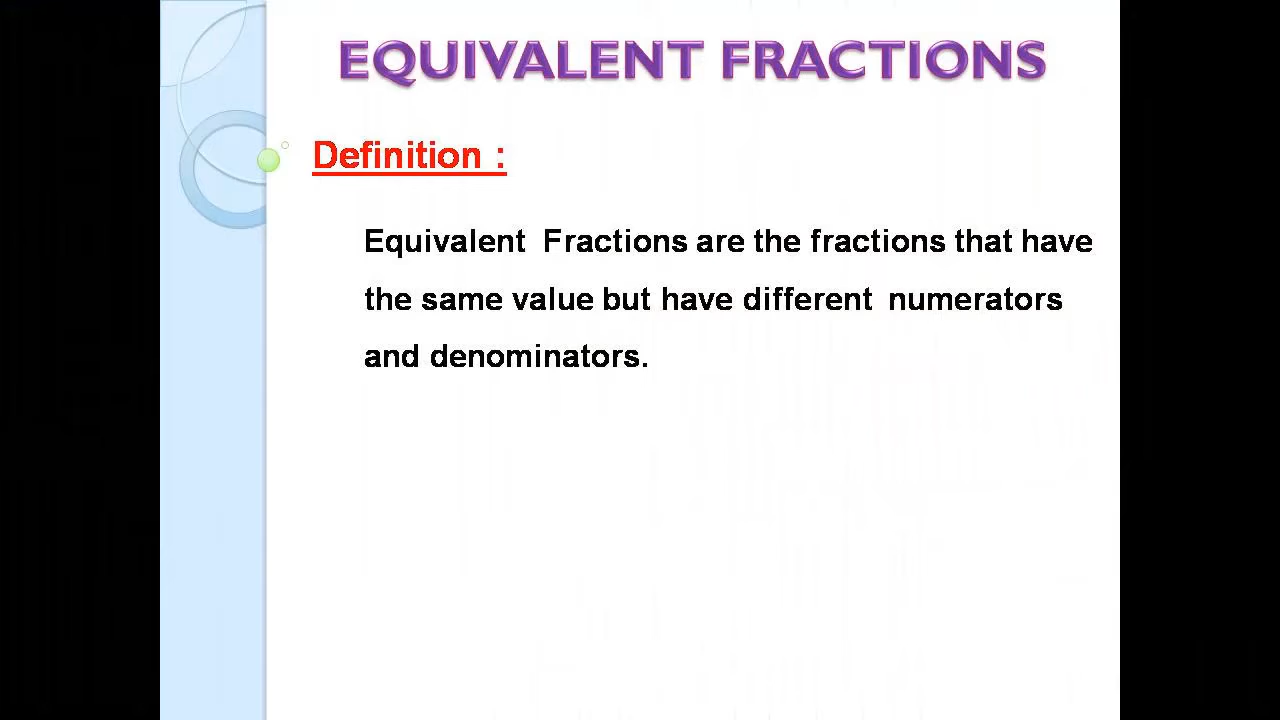 EQUIVALENT FRACTIONS
Definition :
Equivalent Fractions are the fractions that have
the same value but have different numerators
and denominators.